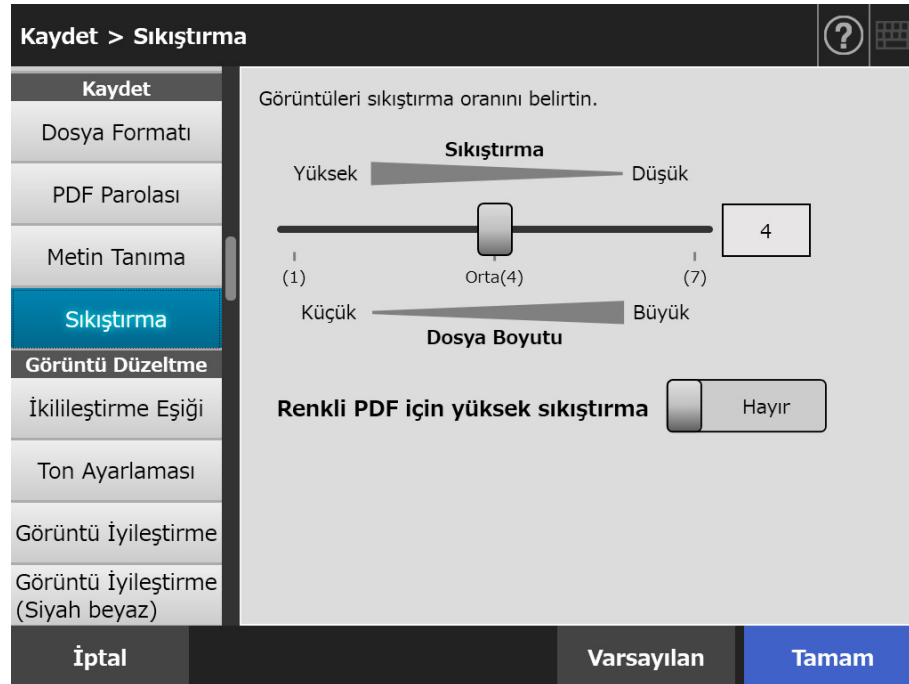 Kaydet > Sıkıştırma
?
Kaydet
Dosya Formatı
PDF Parolası
Metin Tanıma
Sıkıştırma
Görüntü Düzeltme
İkilileştirme Eşiği
Ton Ayarlaması
Görüntü İyileştirme
Görüntü İyileştirme
(Siyah beyaz)
Görüntüleri sıkıştırma oranını belirtin.
Sıkıştırma
Yüksek Düşük
4
(1) Orta(4) (7)
Küçük Büyük
Dosya Boyutu
Renkli PDF için yüksek sıkıştırma Hayır
İptal Varsayılan Tamam